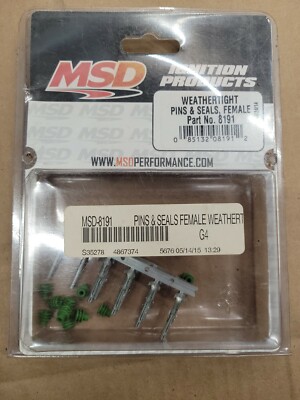 MSD
IGNITION
PRODUCTS
WEATHERTIGHT
PINS & SEALS, FEMALE
Part No. 8191
0 85132 08191 2
www.MSDPERFORMANCE.com
MSD-8191 PINS & SEALS FEMALE WEATHERT
G4
S35278 4867374 5676 05/14/15 13:29